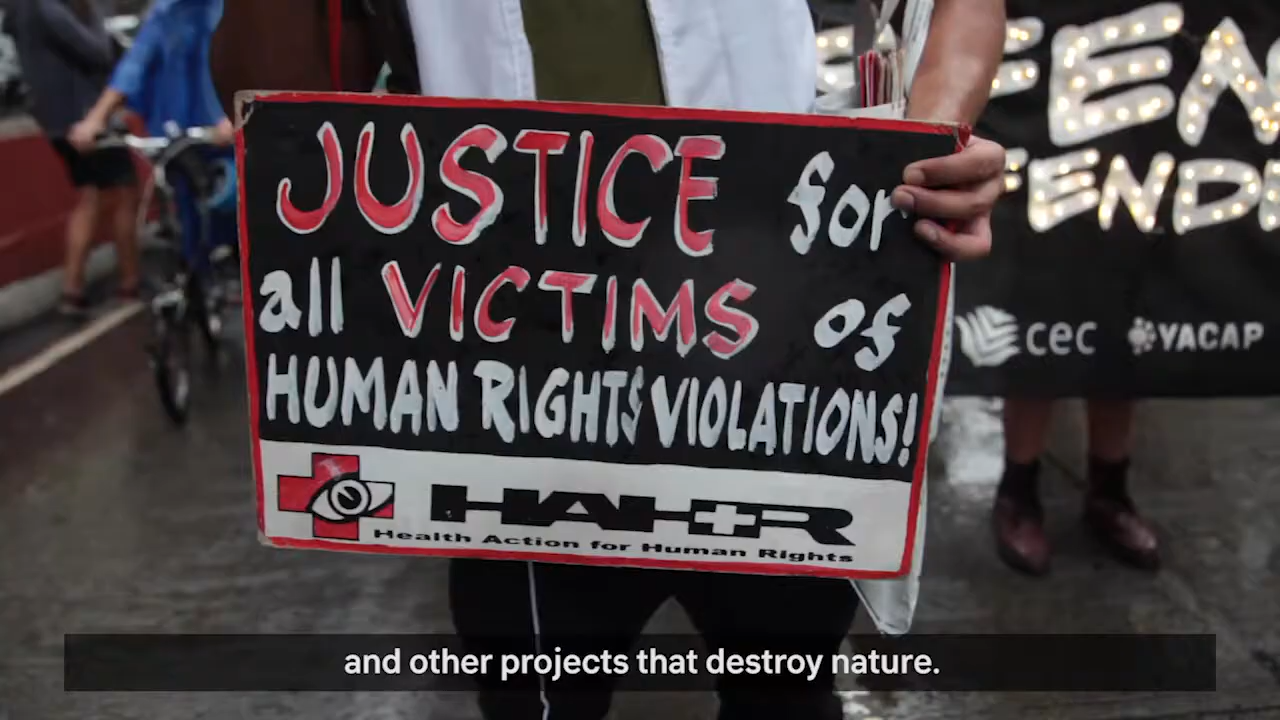 JUSTICE for
all VICTIMS of
HUMAN RIGHTS VIOLATIONS!
HAHR
Health Action for Human Rights
cec
YACAP
and other projects that destroy nature.